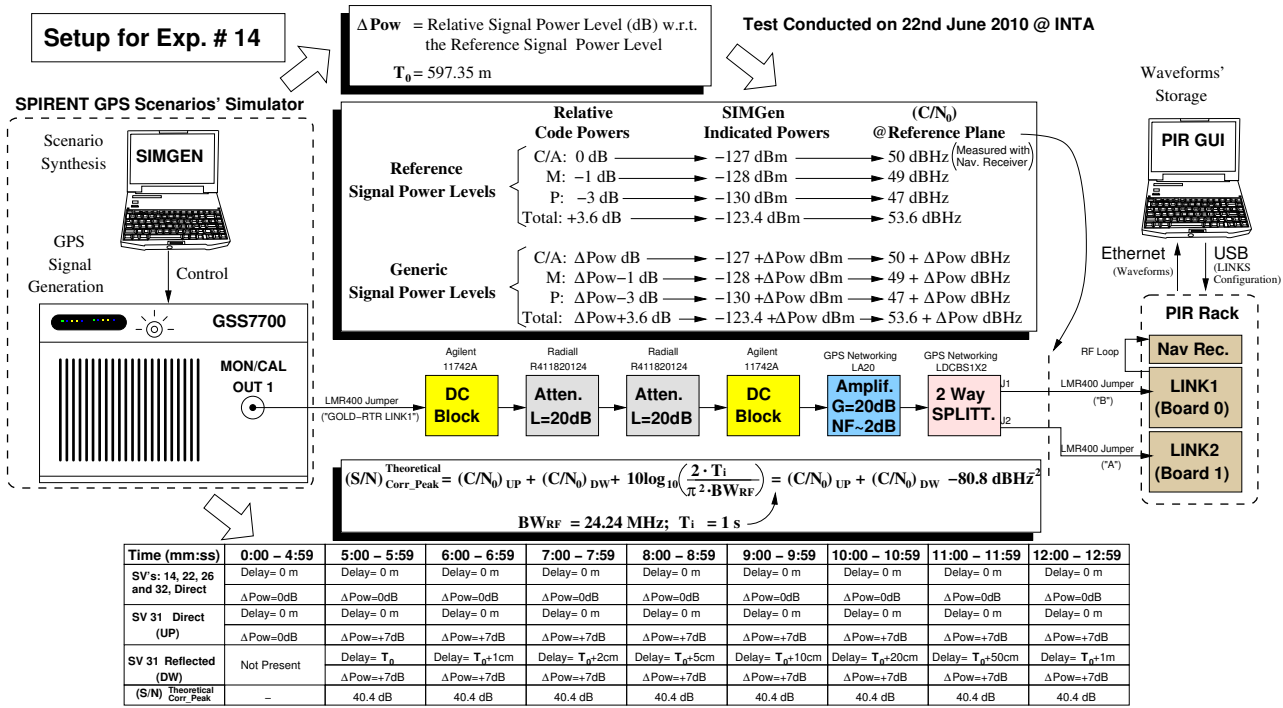 Setup for Exp. # 14
Δ Pow = Relative Signal Power Level (dB) w.r.t.
the Reference Signal Power Level
T0 = 597.35 m
Test Conducted on 22nd June 2010 @ INTA
SPIRENT GPS Scenarios' Simulator
Scenario
Synthesis
SIMGEN
GPS
Signal
Generation
Control
GSS7700
MON/CAL
OUT 1
Relative
Code Powers
SIMGen
Indicated Powers
(C/N0)
@Reference Plane
(Measured with
Nav. Receiver)
Reference
Signal Power Levels
C/A: 0 dB −127 dBm 50 dBHz
M: −1 dB −128 dBm 49 dBHz
P: −3 dB −130 dBm 47 dBHz
Total: +3.6 dB −123.4 dBm 53.6 dBHz
Generic
Signal Power Levels
C/A: ΔPow dB −127 +ΔPow dBm 50 + ΔPow dBHz
M: ΔPow−1 dB −128 +ΔPow dBm 49 + ΔPow dBHz
P: ΔPow−3 dB −130 +ΔPow dBm 47 + ΔPow dBHz
Total: ΔPow+3.6 dB −123.4 +ΔPow dBm 53.6 + ΔPow dBHz
Waveforms'
Storage
PIR GUI
Ethernet
(Waveforms)
USB
(LINKS
Configuration)
PIR Rack
Nav Rec.
RF Loop
LINK1
(Board 0)
LINK2
(Board 1)
LMR400 Jumper
("GOLD−RTR LINK1")
Agilent
11742A
DC
Block
Radiall
R411820124
Atten.
L=20dB
Radiall
R411820124
Atten.
L=20dB
Agilent
11742A
DC
Block
GPS Networking
LA20
Amplif.
G=20dB
NF~2dB
GPS Networking
LDCBS1X2
2 Way
SPLITT.
J1
J2
LMR400 Jumper
("B")
LMR400 Jumper
("A")
(S/N) Theoretical Corr_Peak = (C/N0) UP + (C/N0) DW + 10log10(2 · Ti / π² · BWRF) = (C/N0) UP + (C/N0) DW −80.8 dBHz−2
BWRF = 24.24 MHz; Ti = 1 s
Time (mm:ss) 0:00 − 4:59 5:00 − 5:59 6:00 − 6:59 7:00 − 7:59 8:00 − 8:59 9:00 − 9:59 10:00 − 10:59 11:00 − 11:59 12:00 − 12:59
SV's: 14, 22, 26
and 32, Direct
Delay= 0 m Delay= 0 m Delay= 0 m Delay= 0 m Delay= 0 m Delay= 0 m Delay= 0 m Delay= 0 m Delay= 0 m
ΔPow=0dB ΔPow=0dB ΔPow=0dB ΔPow=0dB ΔPow=0dB ΔPow=0dB ΔPow=0dB ΔPow=0dB ΔPow=0dB
SV 31 Direct
(UP)
Delay= 0 m Delay= 0 m Delay= 0 m Delay= 0 m Delay= 0 m Delay= 0 m Delay= 0 m Delay= 0 m Delay= 0 m
ΔPow=0dB ΔPow=+7dB ΔPow=+7dB ΔPow=+7dB ΔPow=+7dB ΔPow=+7dB ΔPow=+7dB ΔPow=+7dB ΔPow=+7dB
SV 31 Reflected
(DW)
Not Present Delay= T0 Delay= T0+1cm Delay= T0+2cm Delay= T0+5cm Delay= T0+10cm Delay= T0+20cm Delay= T0+50cm Delay= T0+1m
ΔPow=+7dB ΔPow=+7dB ΔPow=+7dB ΔPow=+7dB ΔPow=+7dB ΔPow=+7dB ΔPow=+7dB ΔPow=+7dB
(S/N) Theoretical Corr_Peak − 40.4 dB 40.4 dB 40.4 dB 40.4 dB 40.4 dB 40.4 dB 40.4 dB 40.4 dB